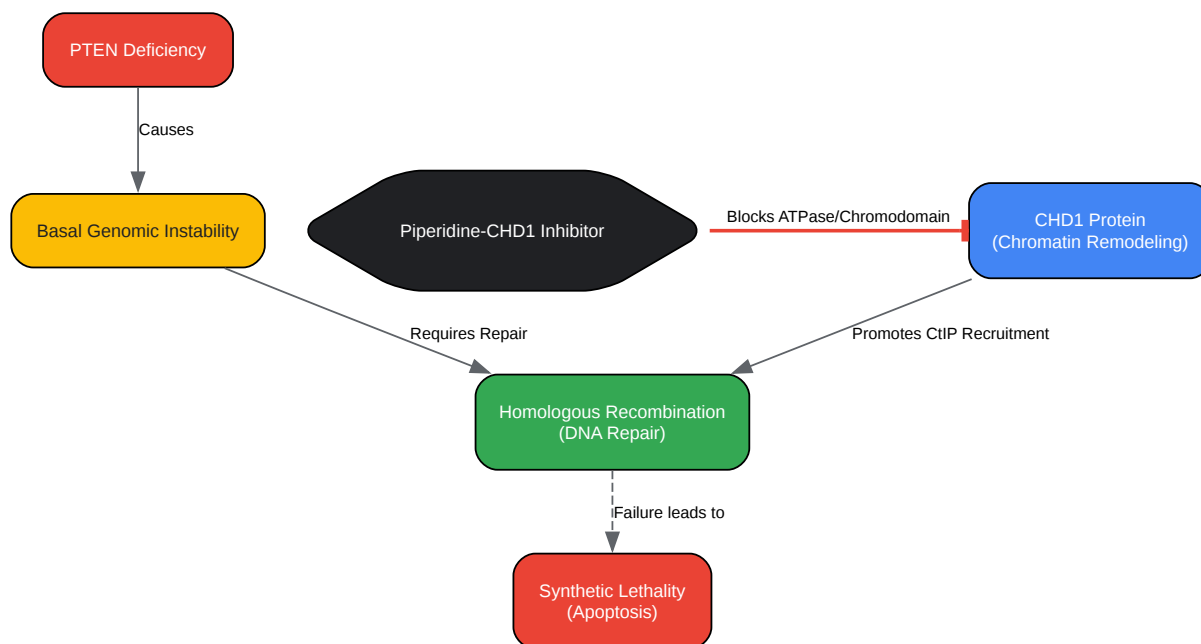 PTEN Deficiency
Causes
Basal Genomic Instability
Piperidine-CHD1 Inhibitor
Blocks ATPase/Chromodomain
CHD1 Protein
(Chromatin Remodeling)
Requires Repair
Promotes CtIP Recruitment
Homologous Recombination
(DNA Repair)
Failure leads to
Synthetic Lethality
(Apoptosis)